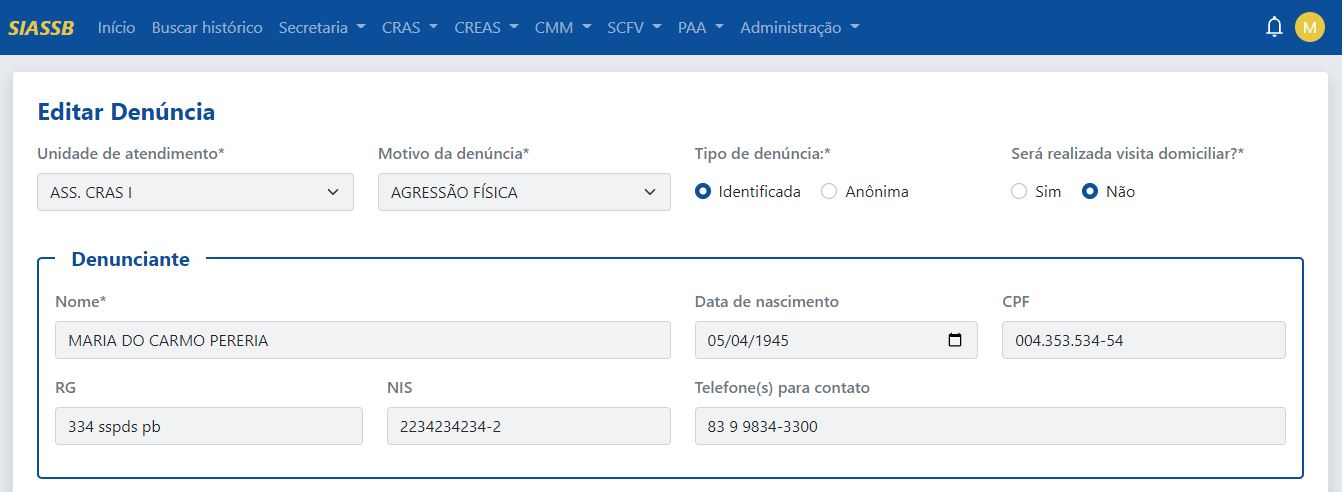 SIASSB Início Buscar histórico Secretaria CRAS CREAS CMM SCFV PAA Administração M
Editar Denúncia
Unidade de atendimento* Motivo da denúncia* Tipo de denúncia:* Será realizada visita domiciliar?*
ASS. CRAS I AGRESSÃO FÍSICA Identificada Anônima Sim Não
Denunciante
Nome* Data de nascimento CPF
MARIA DO CARMO PERERIA 05/04/1945 004.353.534-54
RG NIS Telefone(s) para contato
334 sspds pb 2234234234-2 83 9 9834-3300